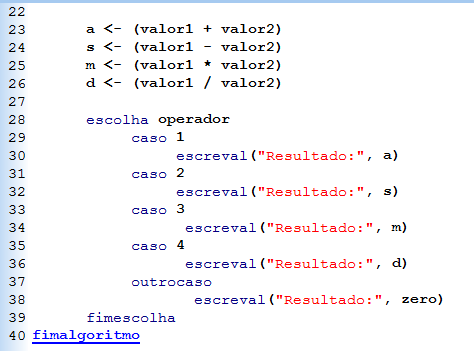 22
23 a <- (valor1 + valor2)
24 s <- (valor1 - valor2)
25 m <- (valor1 * valor2)
26 d <- (valor1 / valor2)
27
28 escolha operador
29 caso 1
30 escreval("Resultado:", a)
31 caso 2
32 escreval("Resultado:", s)
33 caso 3
34 escreval("Resultado:", m)
35 caso 4
36 escreval("Resultado:", d)
37 outrocaso
38 escreval("Resultado:", zero)
39 fimescolha
40 fimalgoritmo